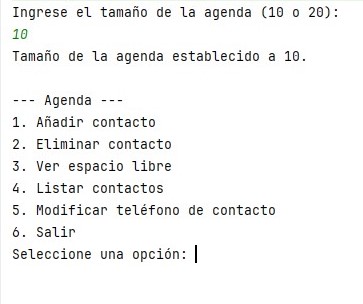 Ingrese el tamaño de la agenda (10 o 20):
10
Tamaño de la agenda establecido a 10.
--- Agenda ---
1. Añadir contacto
2. Eliminar contacto
3. Ver espacio libre
4. Listar contactos
5. Modificar teléfono de contacto
6. Salir
Seleccione una opción: